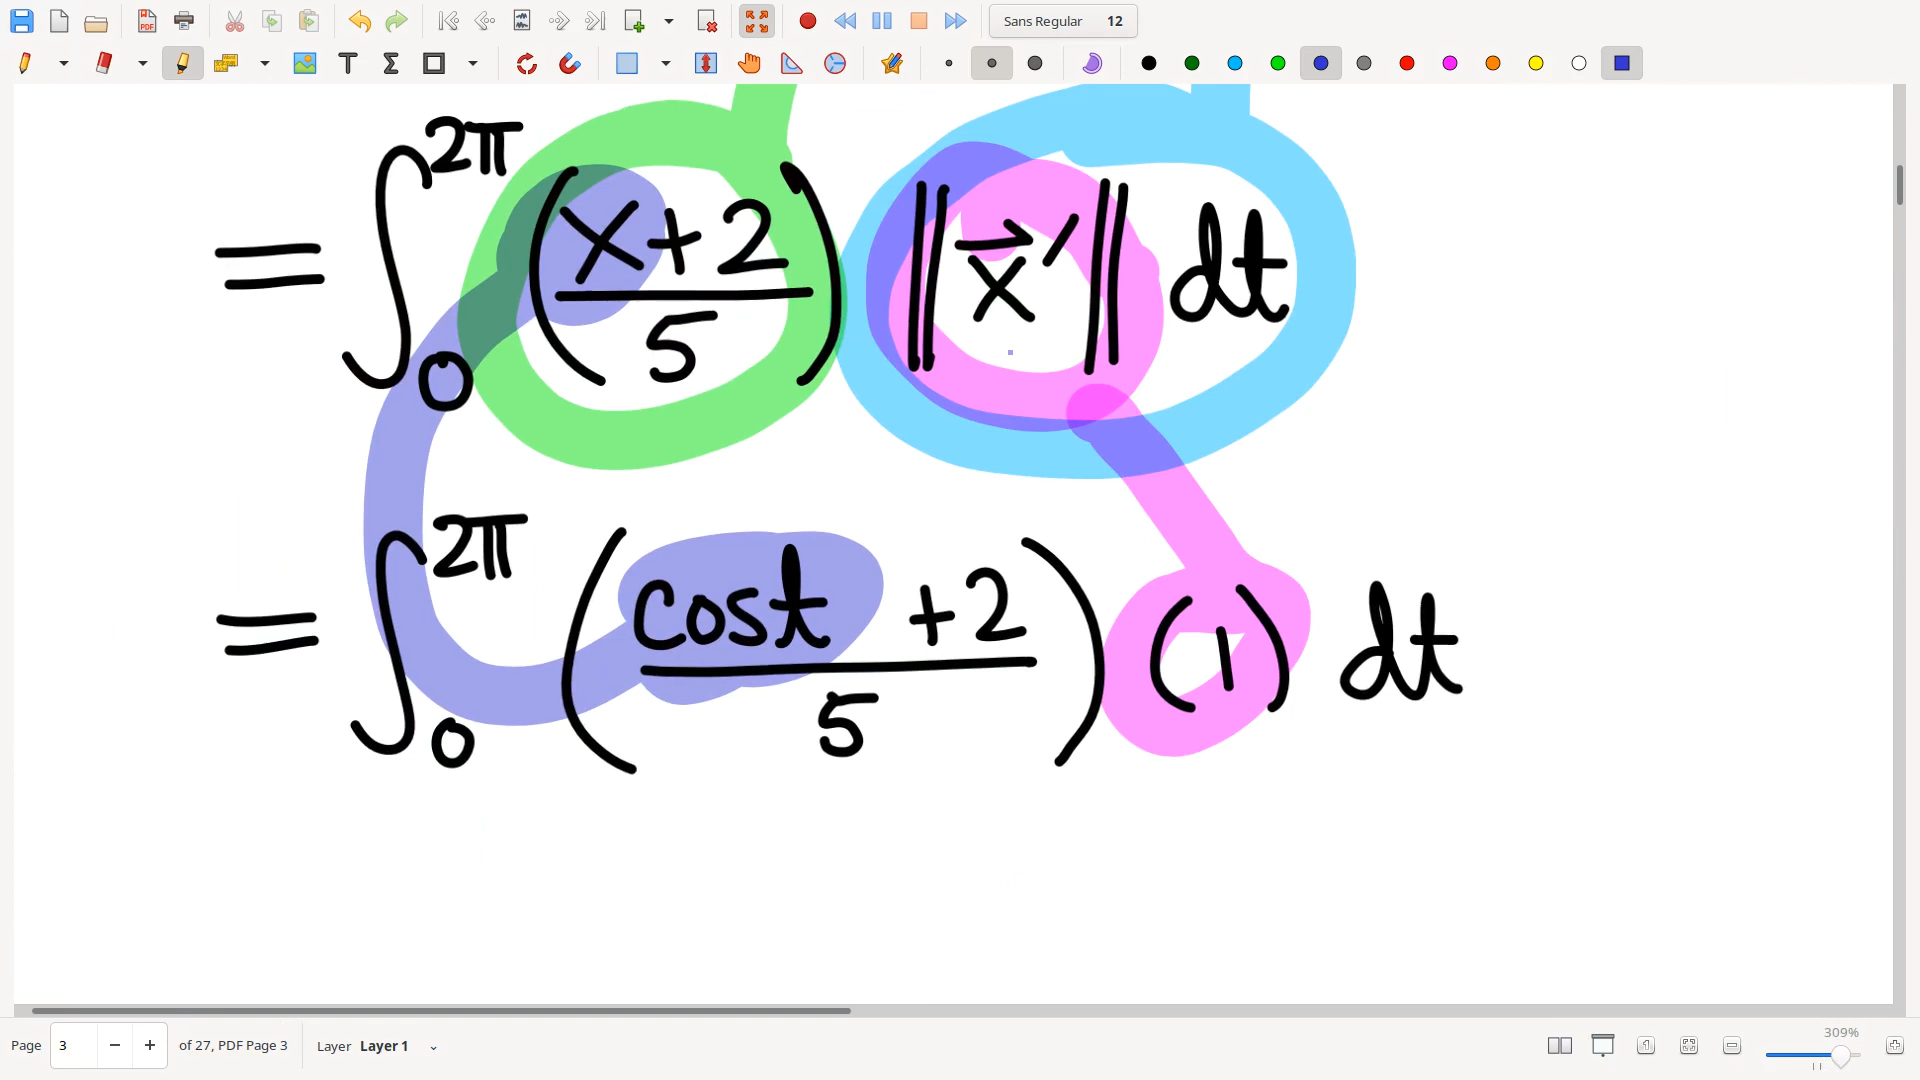 Sans Regular 12
= ∫₀^2π (x+2 / 5) ‖x⃗′‖ dt
= ∫₀^2π (cost +2 / 5) (1) dt
Page 3 of 27, PDF Page 3 Layer Layer 1 309%